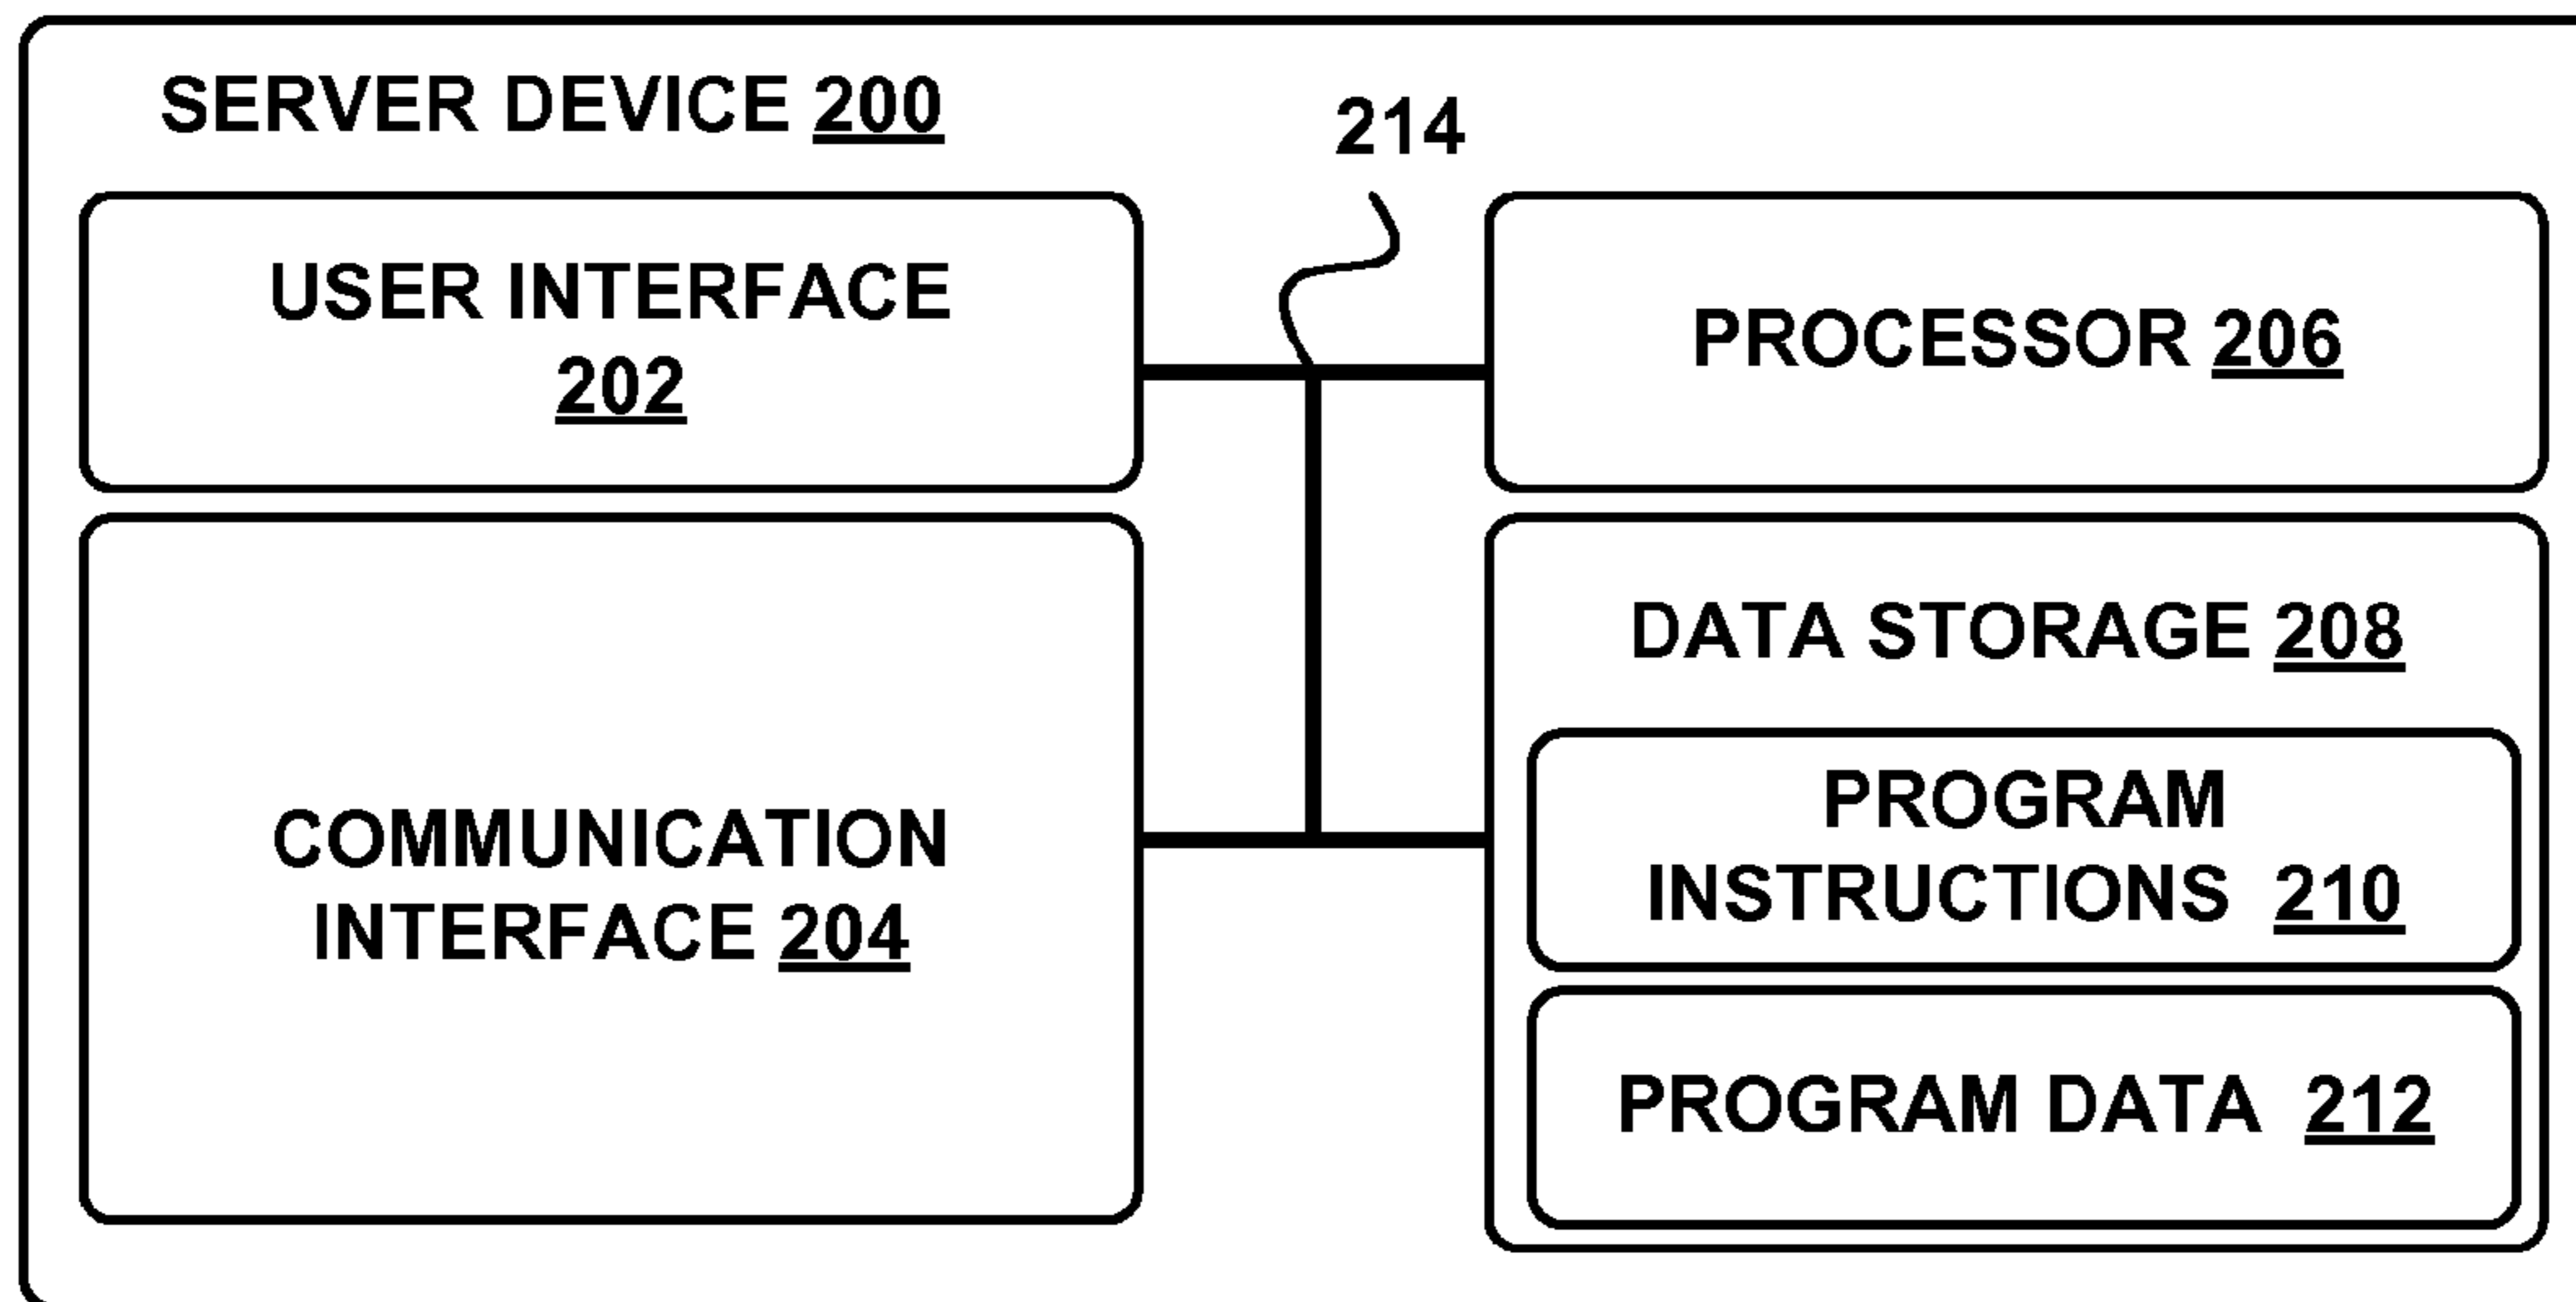 SERVER DEVICE 200
214
USER INTERFACE
202
PROCESSOR 206
COMMUNICATION
INTERFACE 204
DATA STORAGE 208
PROGRAM
INSTRUCTIONS 210
PROGRAM DATA 212